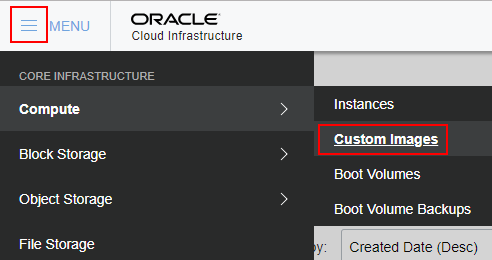 MENU
ORACLE
Cloud Infrastructure
CORE INFRASTRUCTURE
Compute
Block Storage
Object Storage
File Storage
Instances
Custom Images
Boot Volumes
Boot Volume Backups
by: Created Date (Desc)